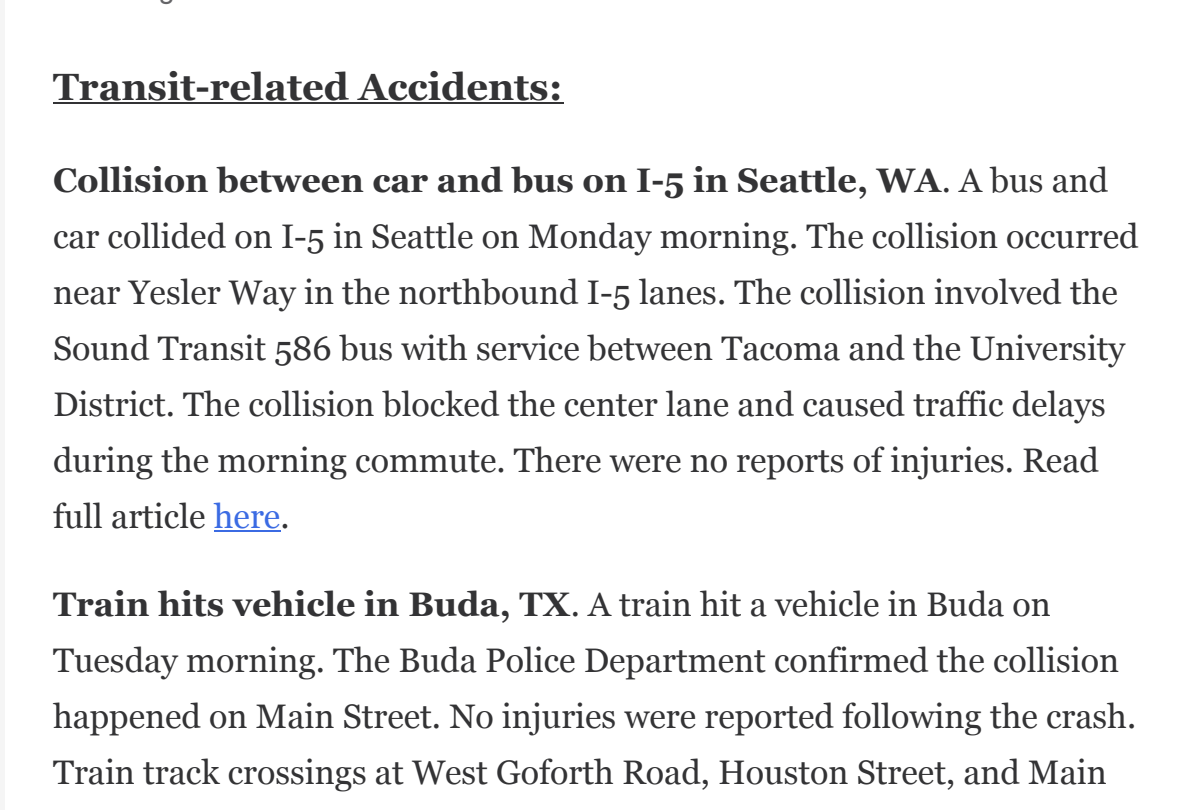 Transit-related Accidents:
Collision between car and bus on I-5 in Seattle, WA. A bus and
car collided on I-5 in Seattle on Monday morning. The collision occurred
near Yesler Way in the northbound I-5 lanes. The collision involved the
Sound Transit 586 bus with service between Tacoma and the University
District. The collision blocked the center lane and caused traffic delays
during the morning commute. There were no reports of injuries. Read
full article here.
Train hits vehicle in Buda, TX. A train hit a vehicle in Buda on
Tuesday morning. The Buda Police Department confirmed the collision
happened on Main Street. No injuries were reported following the crash.
Train track crossings at West Goforth Road, Houston Street, and Main